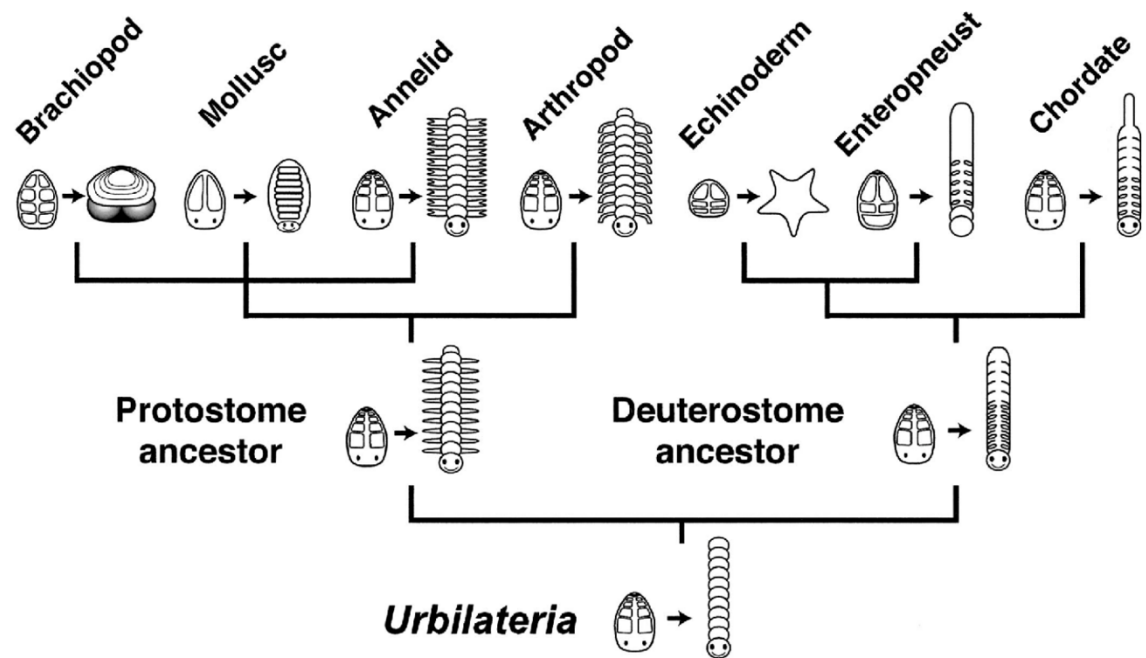 Brachiopod
Mollusc
Annelid
Arthropod
Echinoderm
Enteropneust
Chordate
Protostome
ancestor
Deuterostome
ancestor
Urbilateria